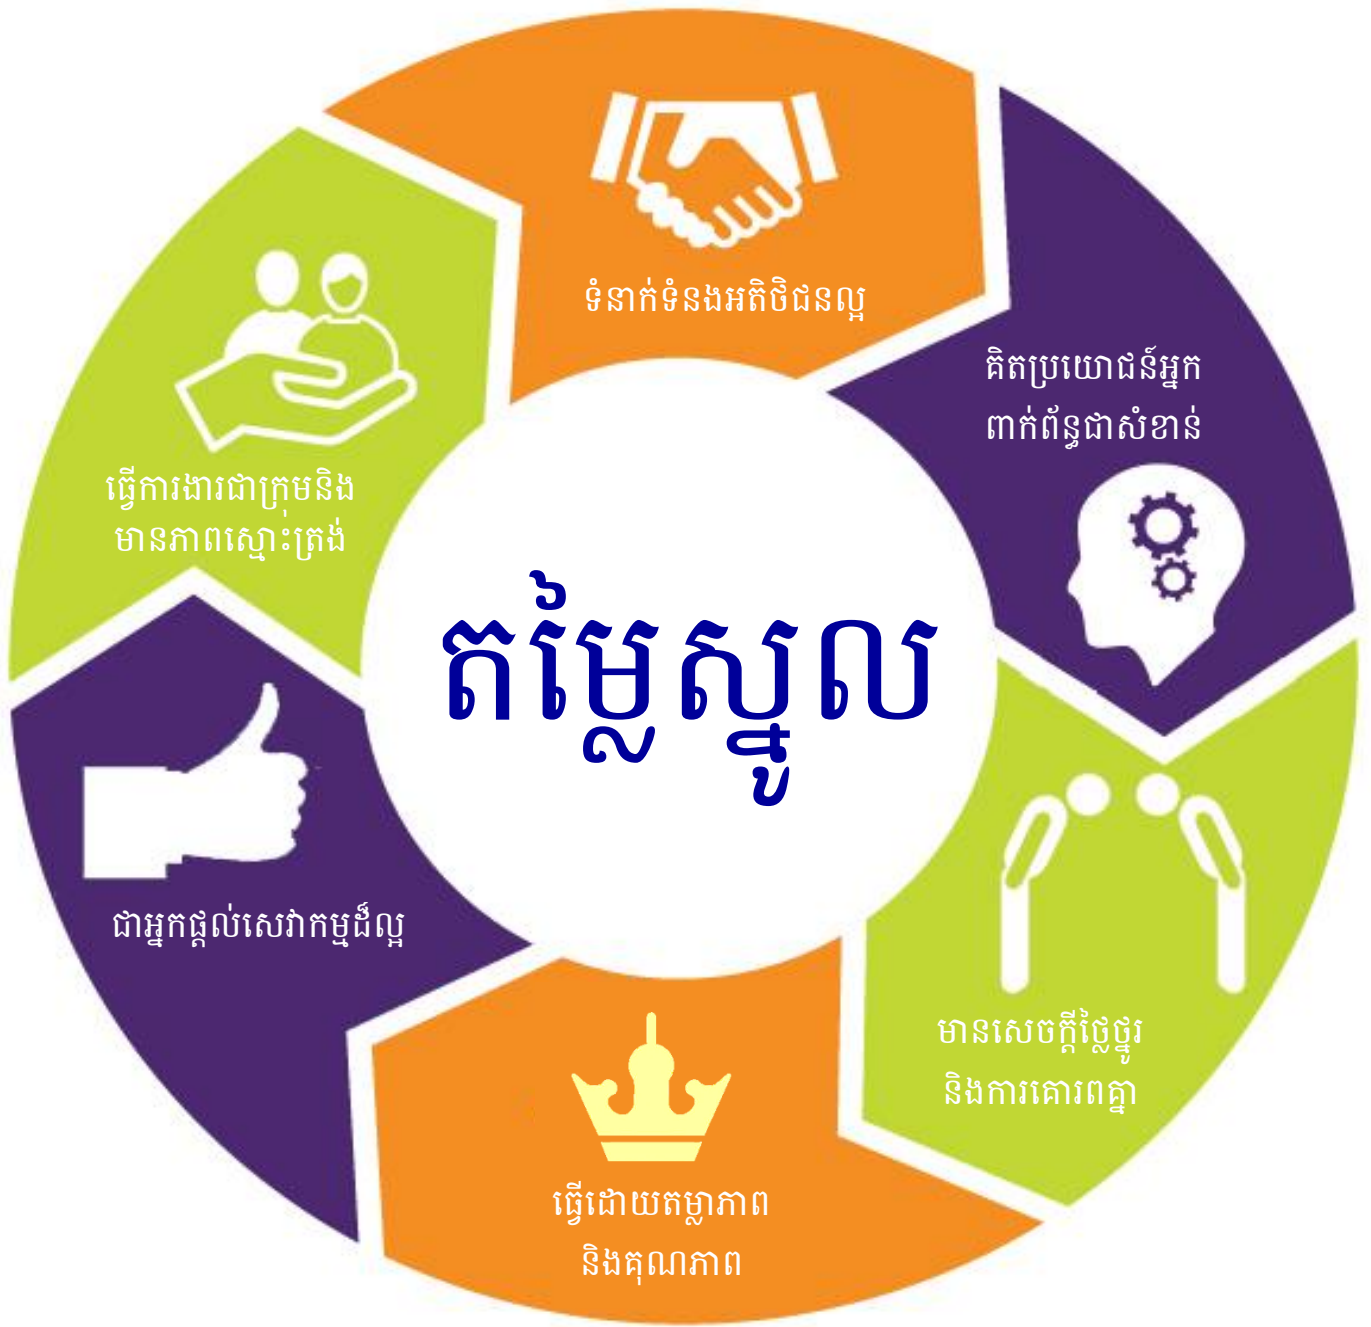 ទំនាក់ទំនងអតិថិជនល្អ
គិតប្រយោជន៍អ្នក
ពាក់ព័ន្ធជាសំខាន់
ធ្វើការងារជាក្រុមនិង
មានភាពស្មោះត្រង់
តម្លៃស្នូល
ជាអ្នកផ្តល់សេវាកម្មដ៏ល្អ
មានសេចក្តីថ្លៃថ្នូរ
និងការគោរពគ្នា
ធ្វើដោយតម្លាភាព
និងគុណភាព